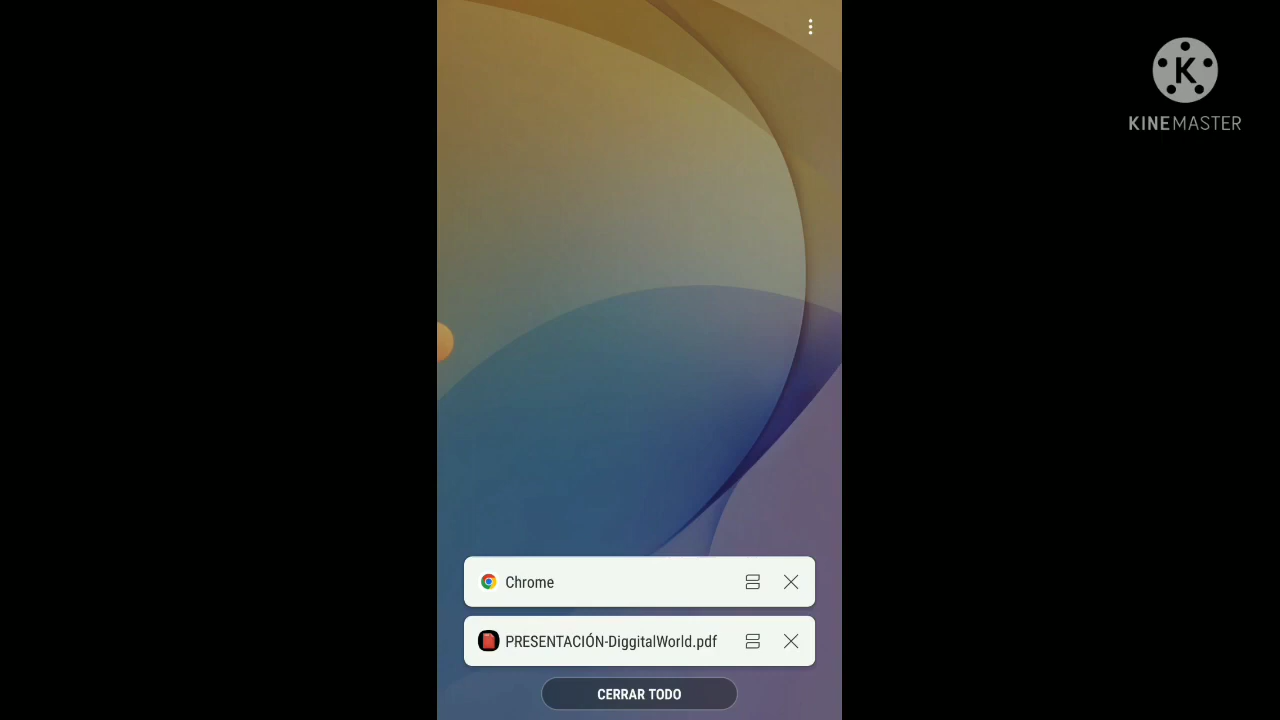 K
KINEMASTER
Chrome
PRESENTACIÓN-DiggitalWorld.pdf
CERRAR TODO